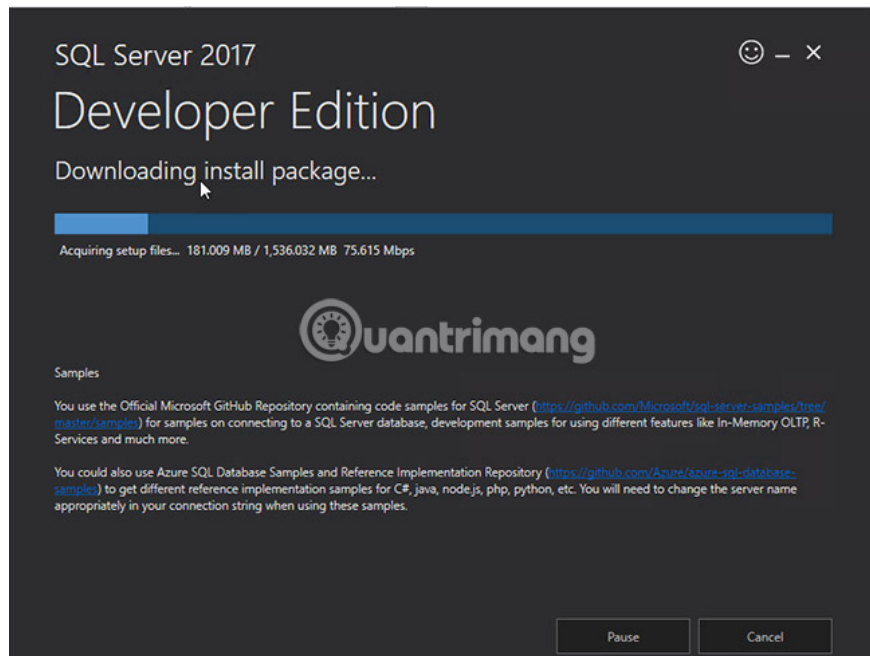 SQL Server 2017
Developer Edition
Downloading install package...
Acquiring setup files... 181.009 MB / 1,536.032 MB 75.615 Mbps
Quantrimang
Samples
You use the Official Microsoft GitHub Repository containing code samples for SQL Server (https://github.com/Microsoft/sql-server-samples/tree/
master/samples) for samples on connecting to a SQL Server database, development samples for using different features like In-Memory OLTP, R-
Services and much more.
You could also use Azure SQL Database Samples and Reference Implementation Repository (https://github.com/Azure/azure-sql-database-
samples) to get different reference implementation samples for C#, java, node.js, php, python, etc. You will need to change the server name
appropriately in your connection string when using these samples.
Pause
Cancel